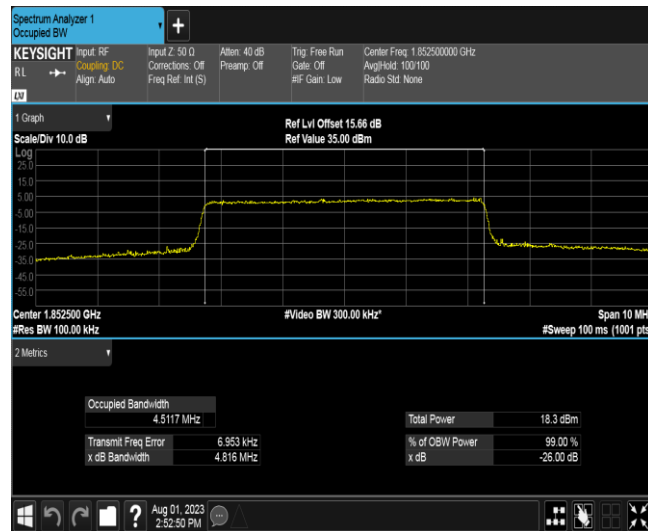 Spectrum Analyzer 1
Occupied BW
+
KEYSIGHT Input: RF Input Z: 50 Ω Atten: 40 dB Trig: Free Run Center Freq: 1.852500000 GHz
RL Coupling: DC Corrections: Off Preamp: Off Gate: Off Avg|Hold: 100/100
Align: Auto Freq Ref: Int (S) #IF Gain: Low Radio Std: None
LXI
1 Graph
Ref Lvl Offset 15.66 dB
Scale/Div 10.0 dB Ref Value 35.00 dBm
Log
25.0
15.0
5.00
-5.00
-15.0
-25.0
-35.0
-45.0
-55.0
Center 1.852500 GHz #Video BW 300.00 kHz* Span 10 MH
#Res BW 100.00 kHz #Sweep 100 ms (1001 pts
2 Metrics
Occupied Bandwidth
4.5117 MHz Total Power 18.3 dBm
Transmit Freq Error 6.953 kHz % of OBW Power 99.00 %
x dB Bandwidth 4.816 MHz x dB -26.00 dB
? Aug 01, 2023
2:52:50 PM